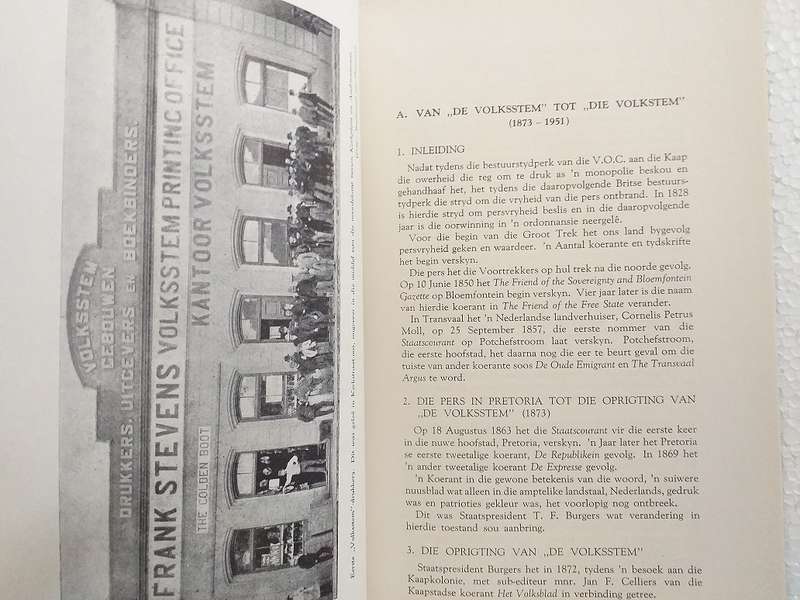 VOLKSSTEM
GEBOUWEN
DRUKKERS, UITGEVERS EN BOEKBINDERS.
FRANK STEVENS VOLKSSTEM PRINTING OFFICE
THE GOLDEN BOOT KANTOOR VOLKSSTEM
Eerste „Volksstem"-drukkery. Dit was geleë in Kerkstraat-oos,
A. VAN „DE VOLKSSTEM" TOT „DIE VOLKSTEM"
(1873 – 1951)
1. INLEIDING
Nadat tydens die bestuurstydperk van die V.O.C. aan die Kaap
die owerheid die reg om te druk as 'n monopolie beskou en
gehandhaaf het, het tydens die daaropvolgende Britse bestuurs-
tydperk die stryd om die vryheid van die pers ontbrand. In 1828
is hierdie stryd om persvryheid beslis en in die daaropvolgende
jaar is die oorwinning in 'n ordonnansie neergelê.
Voor die begin van die Groot Trek het ons land bygevolg
persvryheid geken en waardeer. 'n Aantal koerante en tydskrifte
het begin verskyn.
Die pers het die Voortrekkers op hul trek na die noorde gevolg.
Op 10 Junie 1850 het die The Friend of the Sovereignty and Bloemfontein
Gazette op Bloemfontein begin verskyn. Vier jaar later is die naam
van hierdie koerant in The Friend of the Free State verander.
In Transvaal het 'n Nederlandse landverhuiser, Cornelis Petrus
Moll, op 25 September 1857, die eerste nommer van die
Staatscourant op Potchefstroom laat verskyn. Potchefstroom,
die eerste hoofstad, het daarna nog die eer te beurt geval om die
tuiste van ander koerante soos De Oude Emigrant en The Transvaal
Argus te word.
2. DIE PERS IN PRETORIA TOT DIE OPRIGTING VAN
„DE VOLKSSTEM" (1873)
Op 18 Augustus 1863 het die Staatscourant vir die eerste keer
in die nuwe hoofstad, Pretoria, verskyn. 'n Jaar later het Pretoria
se eerste tweetalige koerant, De Republikein gevolg. In 1869 het
'n ander tweetalige koerant De Expresse gevolg.
'n Koerant in die gewone betekenis van die woord, 'n suiwere
nuusblad wat alleen in die amptelike landstaal, Nederlands, gedruk
was en patrioties gekleur was, het voorlopig nog ontbreek.
Dit was Staatspresident T. F. Burgers wat verandering in
hierdie toestand sou aanbring.
3. DIE OPRIGTING VAN „DE VOLKSSTEM"
Staatspresident Burgers het in 1872, tydens 'n besoek aan die
Kaapkolonie, met sub-editeur mnr. Jan F. Celliers van die
Kaapstadse koerant Het Volksblad in verbinding getree.